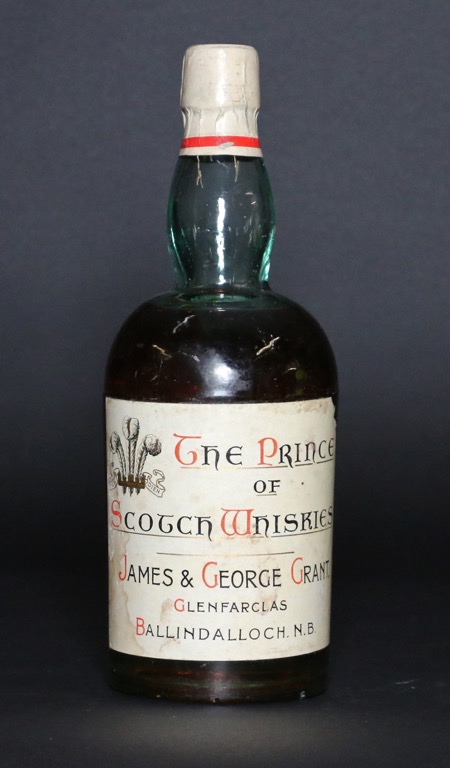 The Prince
of
Scotch Whiskies
James & George Grant,
Glenfarclas
Ballindalloch. N.B.